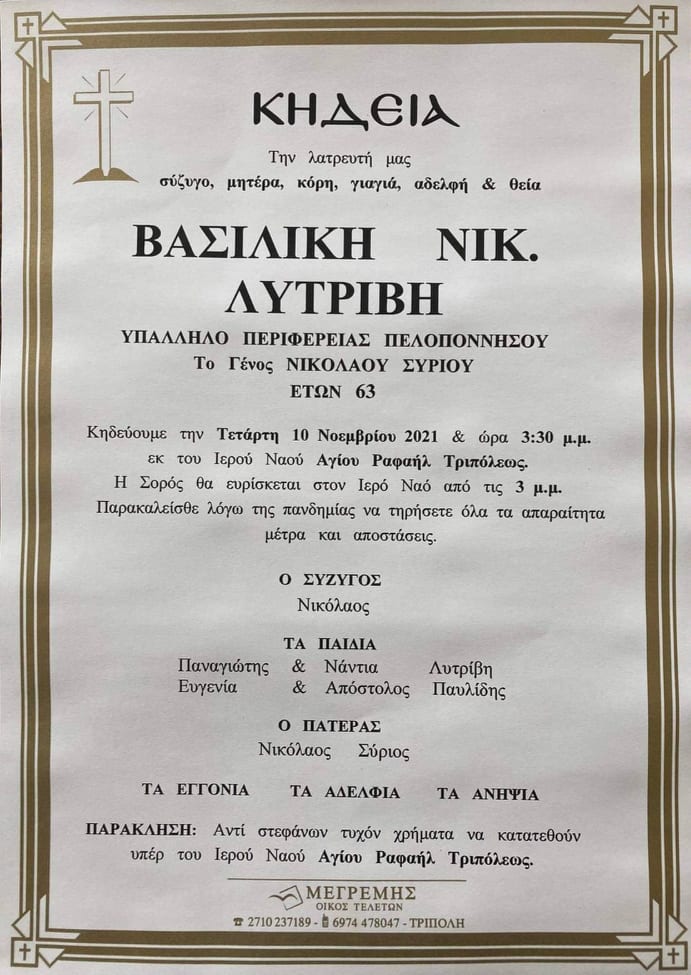 ΚΗΔΕΙΑ
Την λατρευτή μας
σύζυγο, μητέρα, κόρη, γιαγιά, αδελφή & θεία
ΒΑΣΙΛΙΚΗ ΝΙΚ.
ΛΥΤΡΙΒΗ
ΥΠΑΛΛΗΛΟ ΠΕΡΙΦΕΡΕΙΑΣ ΠΕΛΟΠΟΝΝΗΣΟΥ
Το Γένος ΝΙΚΟΛΑΟΥ ΣΥΡΙΟΥ
ΕΤΩΝ 63
Κηδεύουμε την Τετάρτη 10 Νοεμβρίου 2021 & ώρα 3:30 μ.μ.
εκ του Ιερού Ναού Αγίου Ραφαήλ Τριπόλεως.
Η Σορός θα ευρίσκεται στον Ιερό Ναό από τις 3 μ.μ.
Παρακαλείσθε λόγω της πανδημίας να τηρήσετε όλα τα απαραίτητα
μέτρα και αποστάσεις.
Ο ΣΥΖΥΓΟΣ
Νικόλαος
ΤΑ ΠΑΙΔΙΑ
Παναγιώτης & Νάντια Λυτρίβη
Ευγενία & Απόστολος Παυλίδης
Ο ΠΑΤΕΡΑΣ
Νικόλαος Σύριος
ΤΑ ΕΓΓΟΝΙΑ ΤΑ ΑΔΕΛΦΙΑ ΤΑ ΑΝΗΨΙΑ
ΠΑΡΑΚΛΗΣΗ: Αντί στεφάνων τυχόν χρήματα να κατατεθούν
υπέρ του Ιερού Ναού Αγίου Ραφαήλ Τριπόλεως.
ΜΕΓΡΕΜΗΣ
ΟΙΚΟΣ ΤΕΛΕΤΩΝ
☎ 2710 237189 - 📱 6974 478047 - ΤΡΙΠΟΛΗ